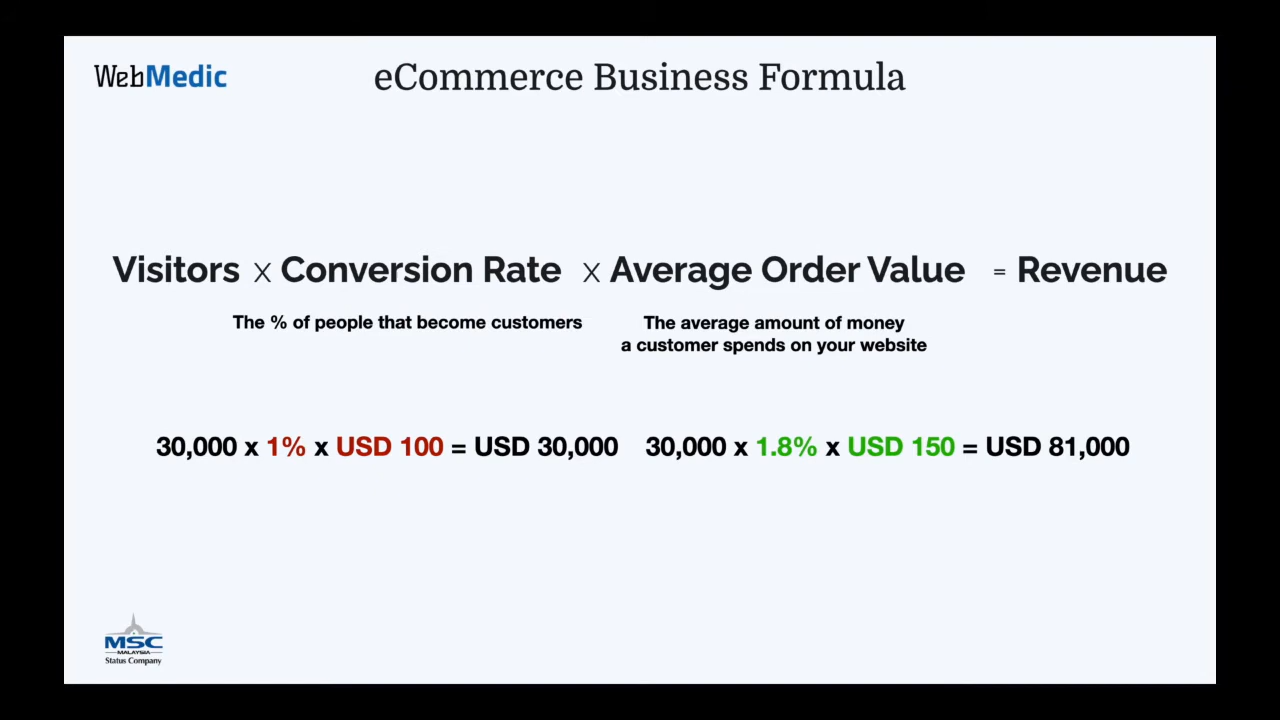 WebMedic
eCommerce Business Formula
Visitors x Conversion Rate x Average Order Value = Revenue
The % of people that become customers
The average amount of money
a customer spends on your website
30,000 x 1% x USD 100 = USD 30,000
30,000 x 1.8% x USD 150 = USD 81,000
MSC
MALAYSIA
Status Company